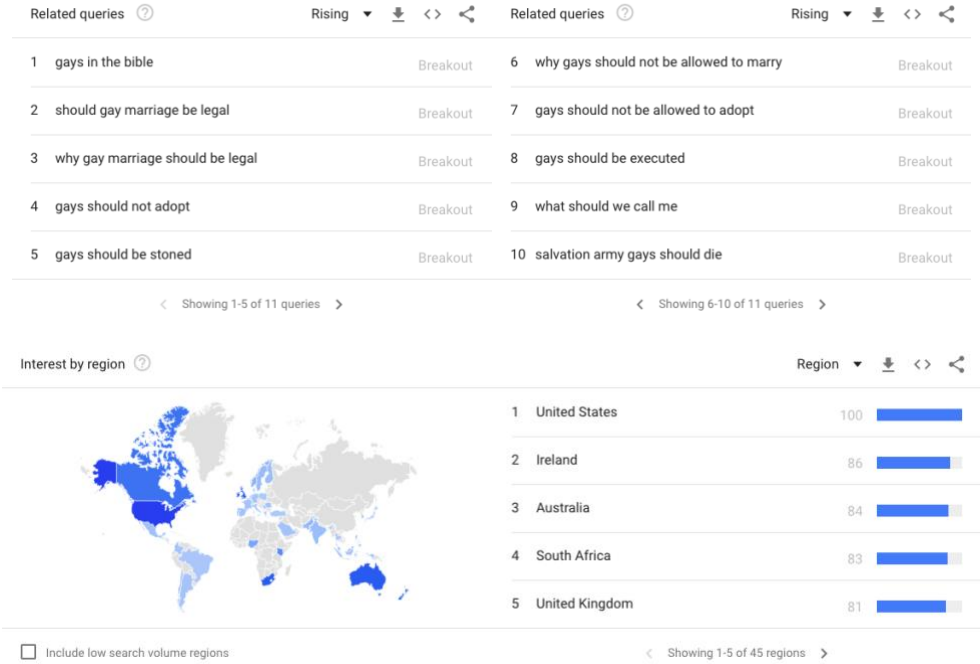 Related queries ? Rising
1 gays in the bible Breakout
2 should gay marriage be legal Breakout
3 why gay marriage should be legal Breakout
4 gays should not adopt Breakout
5 gays should be stoned Breakout
Showing 1-5 of 11 queries
Related queries ? Rising
6 why gays should not be allowed to marry Breakout
7 gays should not be allowed to adopt Breakout
8 gays should be executed Breakout
9 what should we call me Breakout
10 salvation army gays should die Breakout
Showing 6-10 of 11 queries
Interest by region ? Region
1 United States 100
2 Ireland 86
3 Australia 84
4 South Africa 83
5 United Kingdom 81
Include low search volume regions
Showing 1-5 of 45 regions